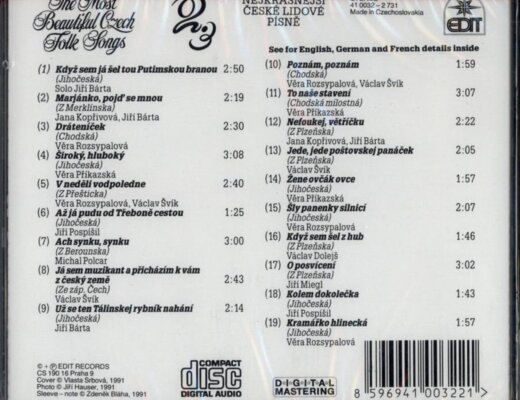 The Most
Beautiful Czech
Folk Songs
2.3
NEJKRÁSNĚJŠÍ
ČESKÉ LIDOVÉ
PÍSNĚ
41 0032-2 731
Made in Czechoslovakia
EDIT
See for English, German and French details inside
(1) Když sem já šel tou Putimskou branou 2:50
(Jihočeská)
Solo Jiří Bárta
(2) Marjánko, pojď se mnou 2:19
(Z Merklínska)
Jana Kopřivová, Jiří Bárta
(3) Dráteníček 2:30
(Chodská)
Věra Rozsypalová
(4) Široký, hluboký 3:08
(Jihočeská)
Věra Příkazská
(5) V neděli vodpoledne 2:40
(Z Přešticka)
Věra Rozsypalová, Václav Švík
(6) Až já pudu od Třeboně cestou 1:25
(Jihočeská)
Jiří Pospíšil
(7) Ach synku, synku 3:00
(Z Berounska)
Michal Polcar
(8) Já sem muzikant a přicházím k vám
z český země 2:43
(Ze záp. Čech)
Václav Švík
(9) Už se ten Tálinskej rybník nahání 2:14
(Jihočeská)
Jiří Bárta
(10) Poznám, poznám 1:59
(Chodská)
Věra Rozsypalová, Václav Švík
(11) To naše stavení 3:07
(Chodská milostná)
Věra Příkazská
(12) Nefoukej, větříčku 2:22
(Z Plzeňska)
Jana Kopřivová, Jiří Bárta
(13) Jede, jede poštovskej panáček 2:05
(Z Plzeňska)
Václav Švík
(14) Žene ovčák ovce 1:57
(Jihočeská)
Věra Příkazská
(15) Šly panenky silnicí 2:07
(Jihočeská)
Věra Rozsypalová
(16) Když sem šel z hub 1:46
(Z Plzeňska)
Václav Dolejš
(17) O posvícení 3:02
(Z Plzeňska)
Jiří Miegl
(18) Kolem dokolečka 1:43
(Jihočeská)
Jiří Pospíšil
(19) Kramářko hlinecká 1:57
(Jihočeská)
Věra Rozsypalová
© + ℗ EDIT RECORDS
CS 190 16 Praha 9
Cover © Vlasta Srbová, 1991
Photo © Jiří Hauser, 1991
Sleeve - note © Zdeněk Bláha, 1991
COMPACT
disc
DIGITAL AUDIO
DIGITAL
MASTERING
8 596941 003221